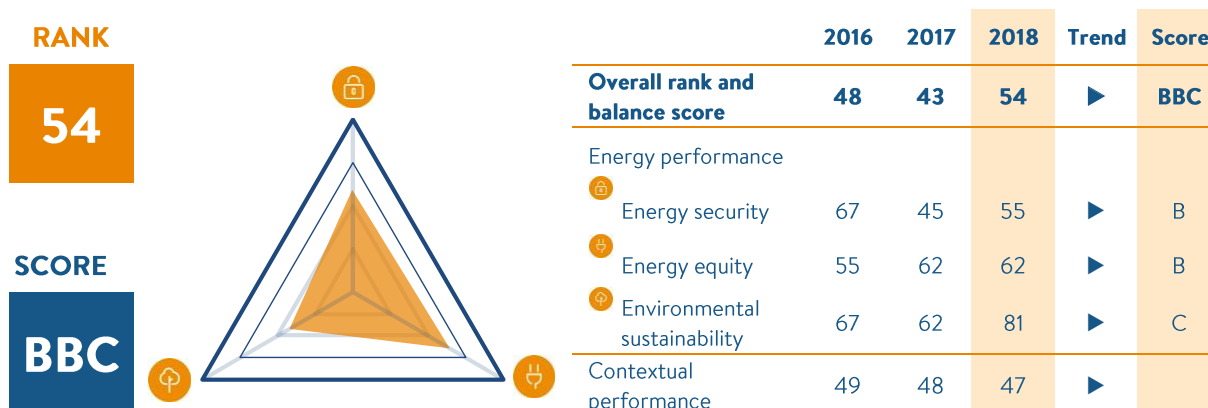 RANK
54
SCORE
BBC
2016 2017 2018 Trend Score
Overall rank and
balance score 48 43 54 BBC
Energy performance
Energy security 67 45 55 B
Energy equity 55 62 62 B
Environmental
sustainability 67 62 81 C
Contextual
performance 49 48 47